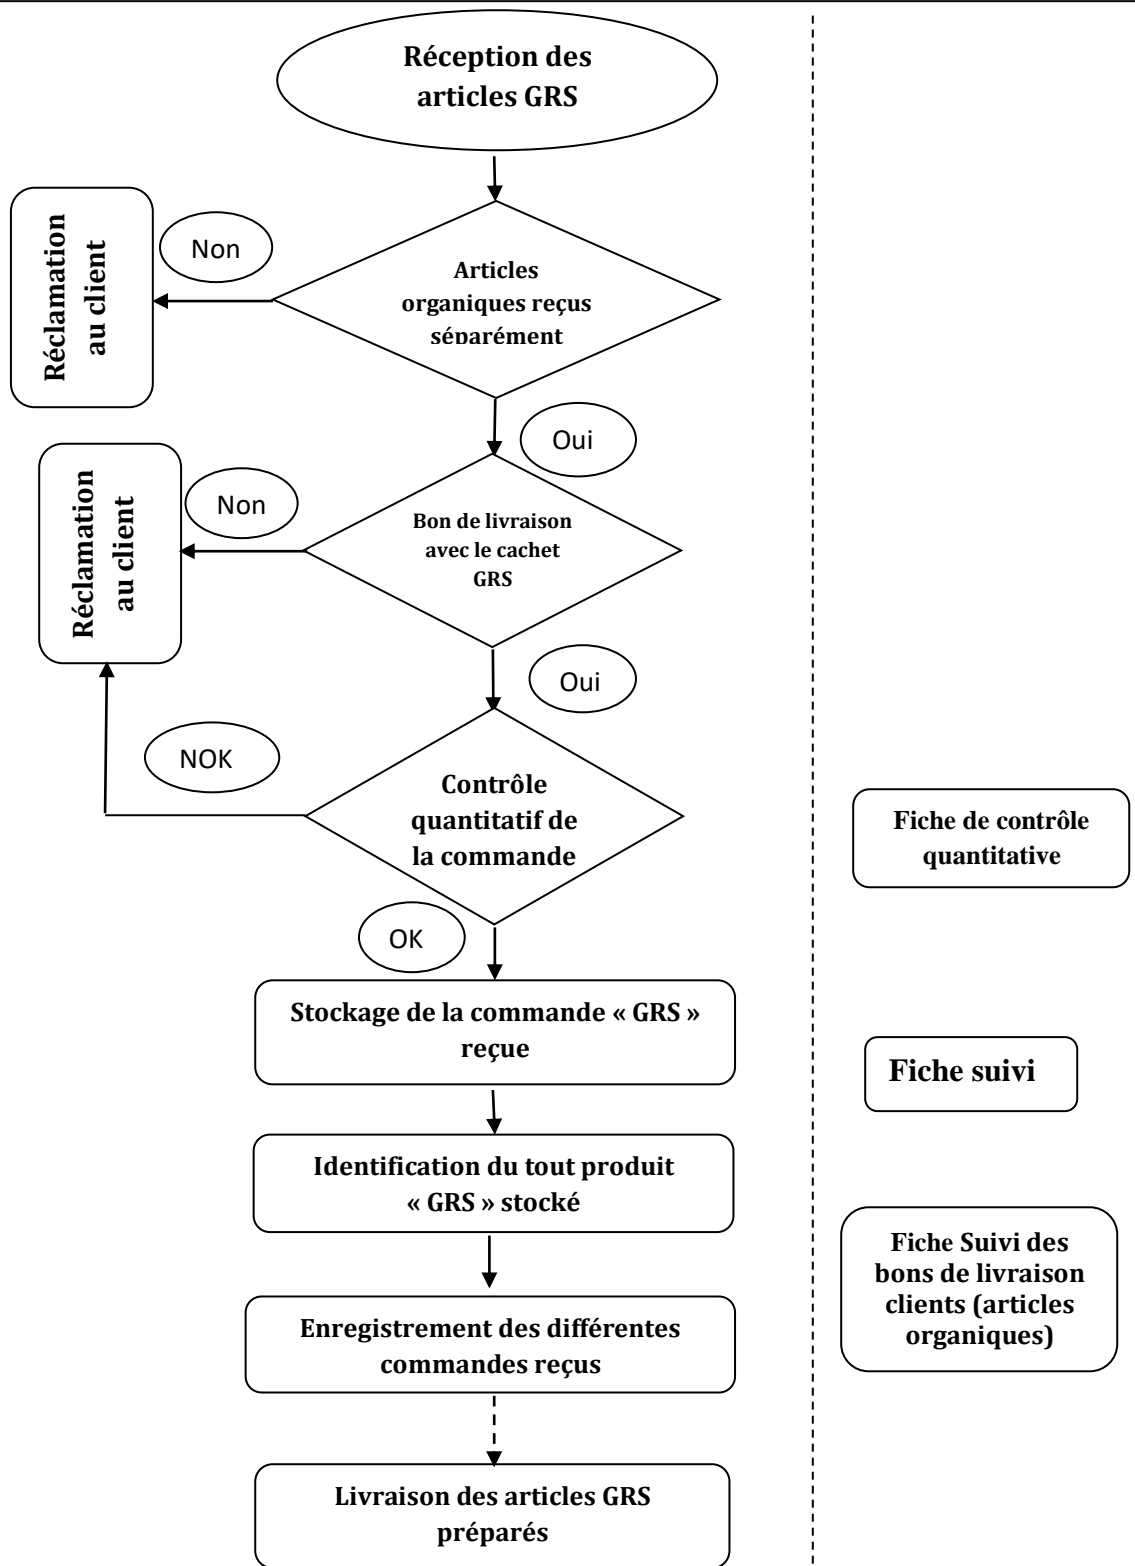 Réception des
articles GRS
Réclamation
au client
Non
Articles
organiques reçus
séparément
Oui
Réclamation
au client
Non
Bon de livraison
avec le cachet
GRS
Oui
NOK
Contrôle
quantitatif de
la commande
Fiche de contrôle
quantitative
OK
Stockage de la commande « GRS »
reçue
Fiche suivi
Identification du tout produit
« GRS » stocké
Fiche Suivi des
bons de livraison
clients (articles
organiques)
Enregistrement des différentes
commandes reçus
Livraison des articles GRS
préparés